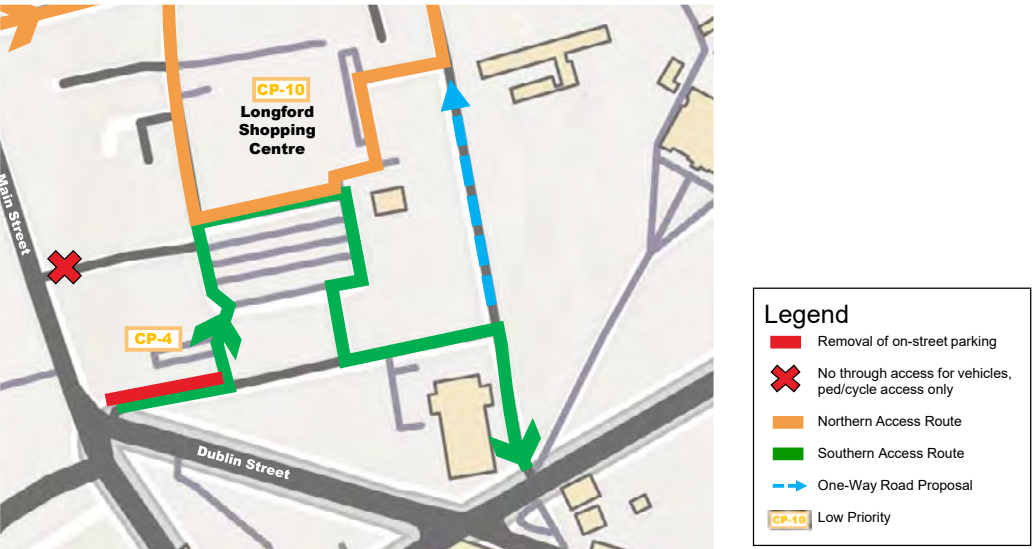 CP-10
Longford
Shopping
Centre
Main Street
CP-4
Dublin Street
Legend
Removal of on-street parking
No through access for vehicles,
ped/cycle access only
Northern Access Route
Southern Access Route
One-Way Road Proposal
CP-10 Low Priority